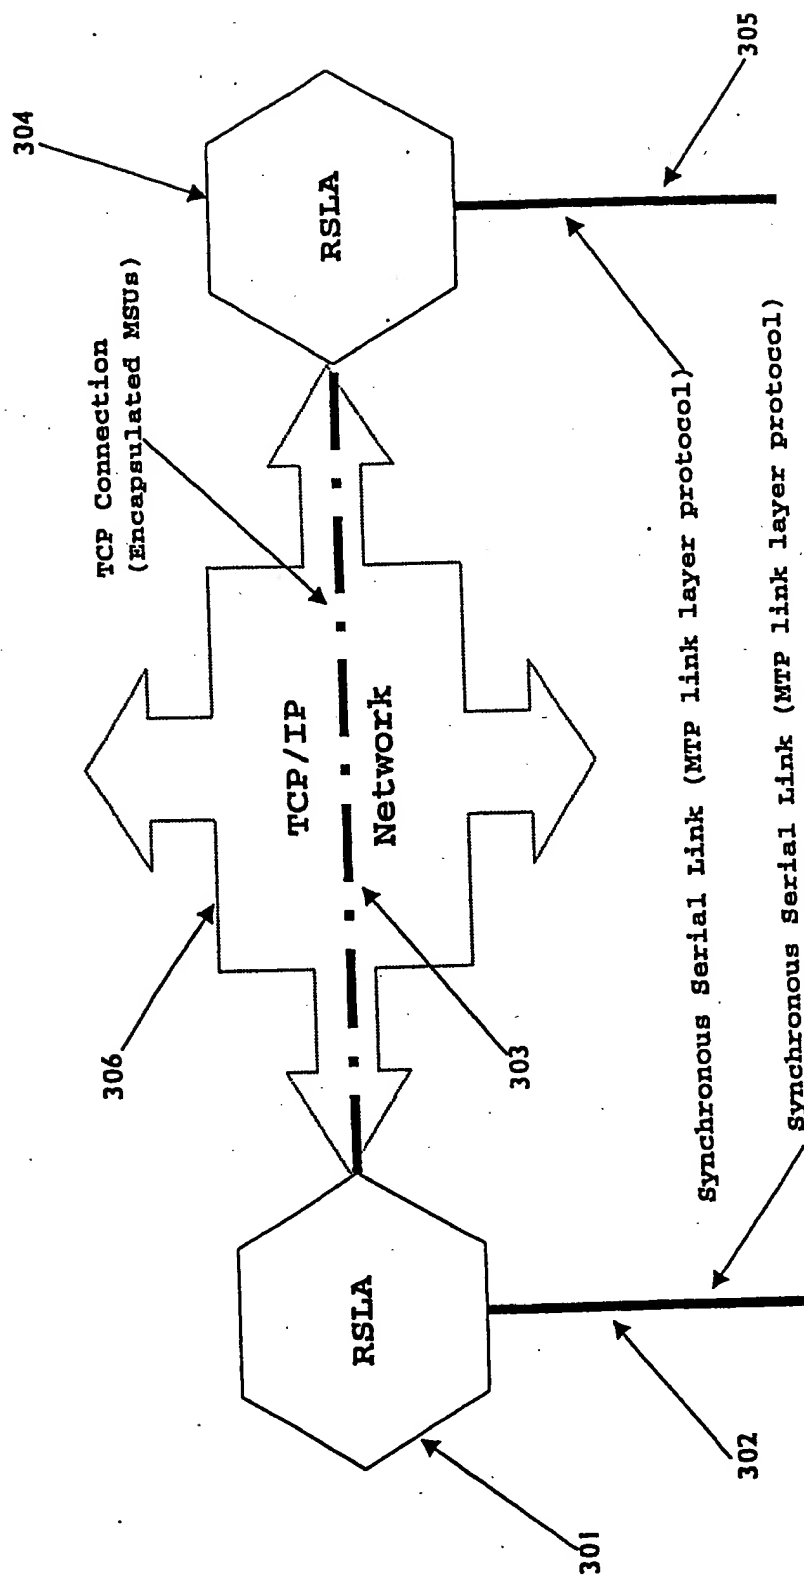 304
TCP Connection
(Encapsulated MSUs)
306
TCP/IP
Network
RSLA
RSLA
303
305
301
302
Synchronous Serial Link (MTP link layer protocol)
Synchronous Serial Link (MTP link layer protocol)